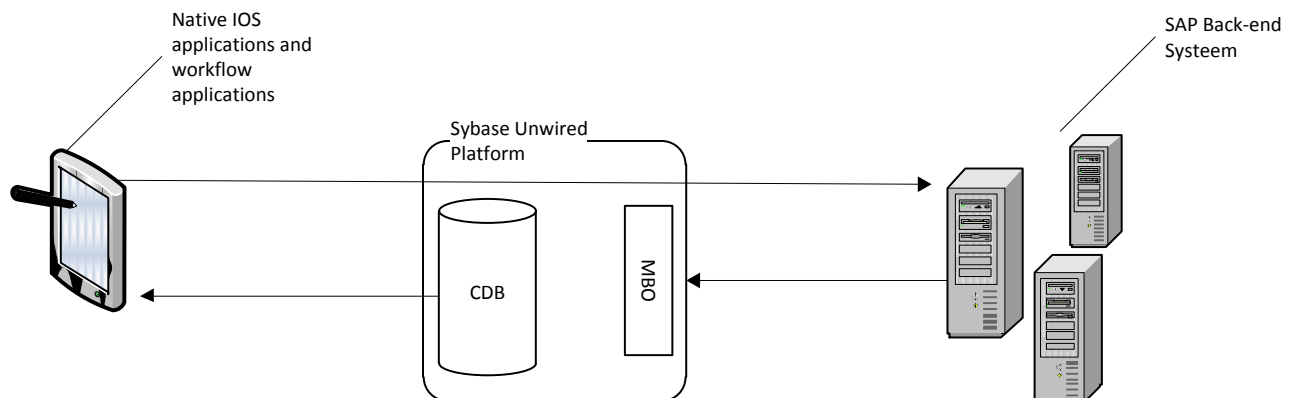 Native IOS
applications and
workflow
applications
SAP Back-end
Systeem
Sybase Unwired
Platform
CDB
MBO